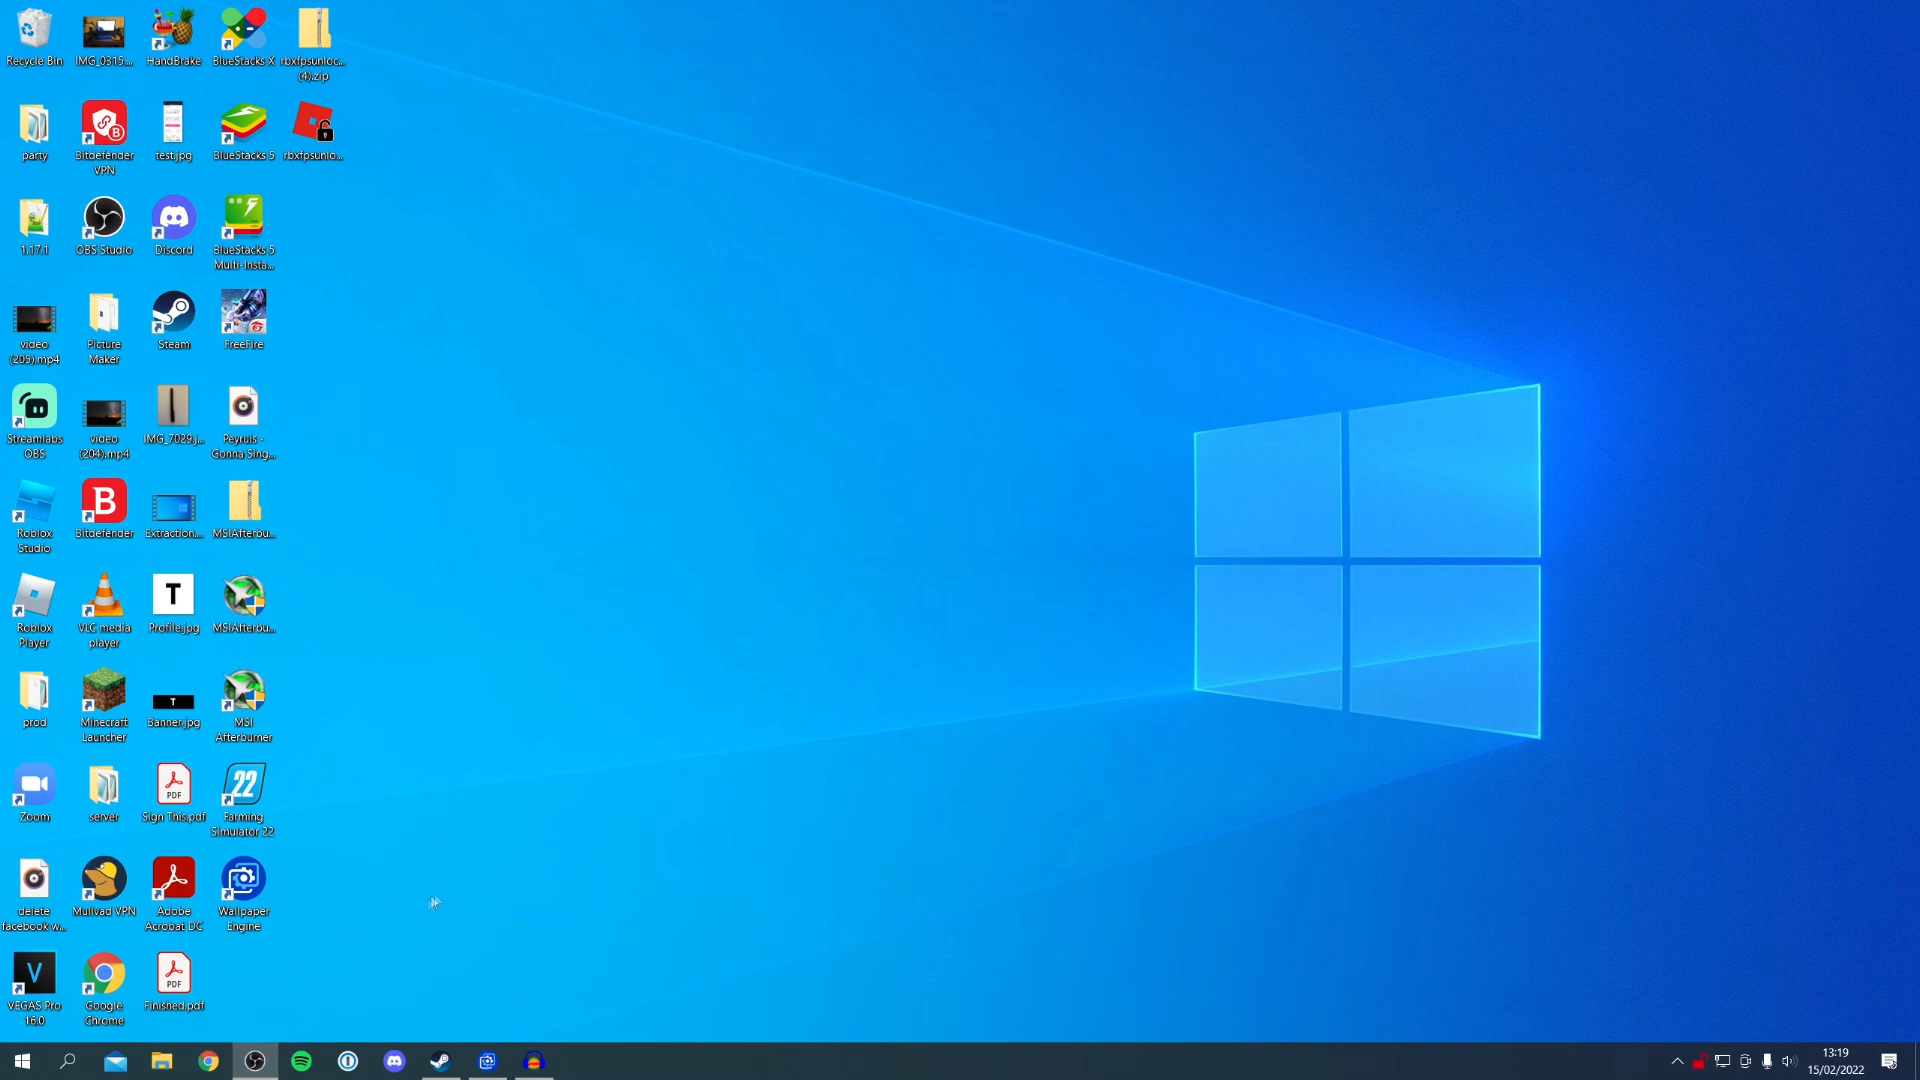 Recycle Bin
IMG_0315....
HandBrake
BlueStacks X
rbxfpsunloc...
(4).zip
party
Bitdefender
VPN
test.jpg
BlueStacks 5
rbxfpsunlo...
1.17.1
OBS Studio
Discord
BlueStacks 5
Multi-Insta...
video
(205).mp4
Picture
Maker
Steam
FreeFire
Streamlabs
OBS
video
(204).mp4
IMG_7029.j...
Peyruis -
Gonna Sing...
Roblox
Studio
B
Bitdefender
Extraction....
MSIAfterbu...
Roblox
Player
VLC media
player
T
Profile.jpg
MSIAfterbu...
prod
Minecraft
Launcher
T
Banner.jpg
MSI
Afterburner
Zoom
server
PDF
Sign This.pdf
22
Farming
Simulator 22
delete
facebook w...
Mullvad VPN
Adobe
Acrobat DC
Wallpaper
Engine
V
VEGAS Pro
16.0
Google
Chrome
PDF
Finished.pdf
13:19
15/02/2022